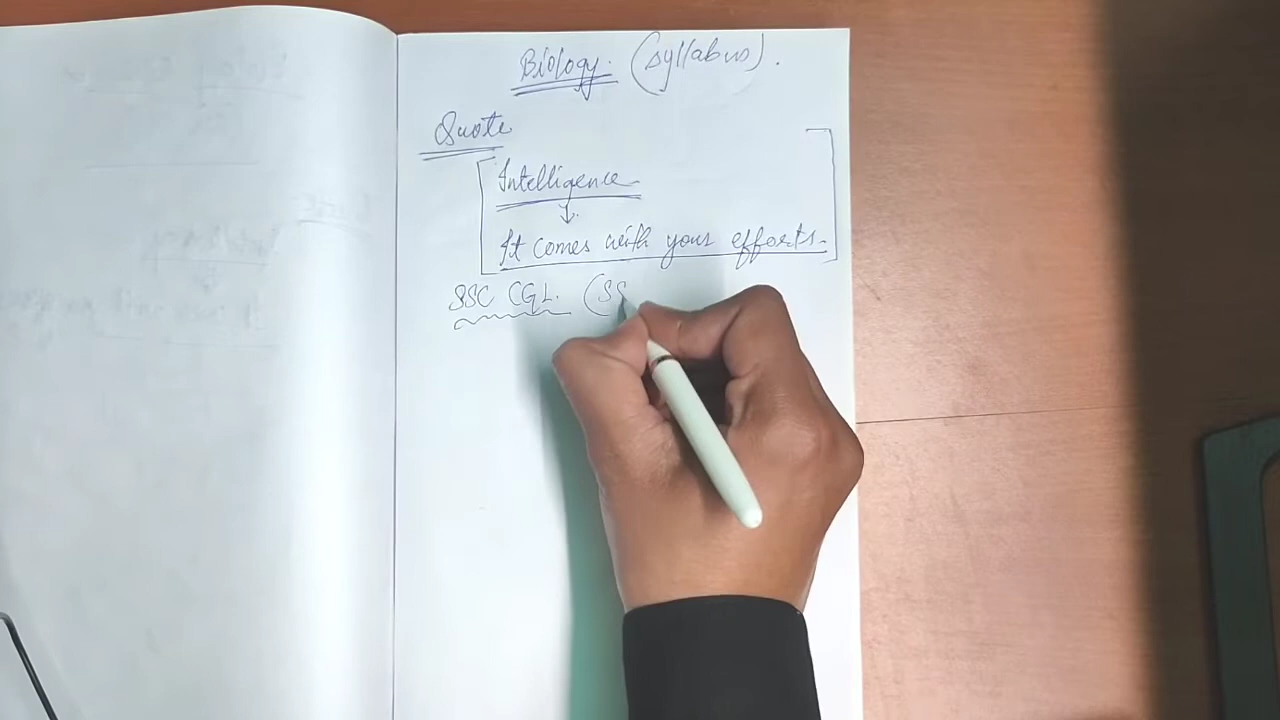 Biology. (Syllabus).
Quote
Intelligence
It comes with your efforts.
SSC CGL. (SS